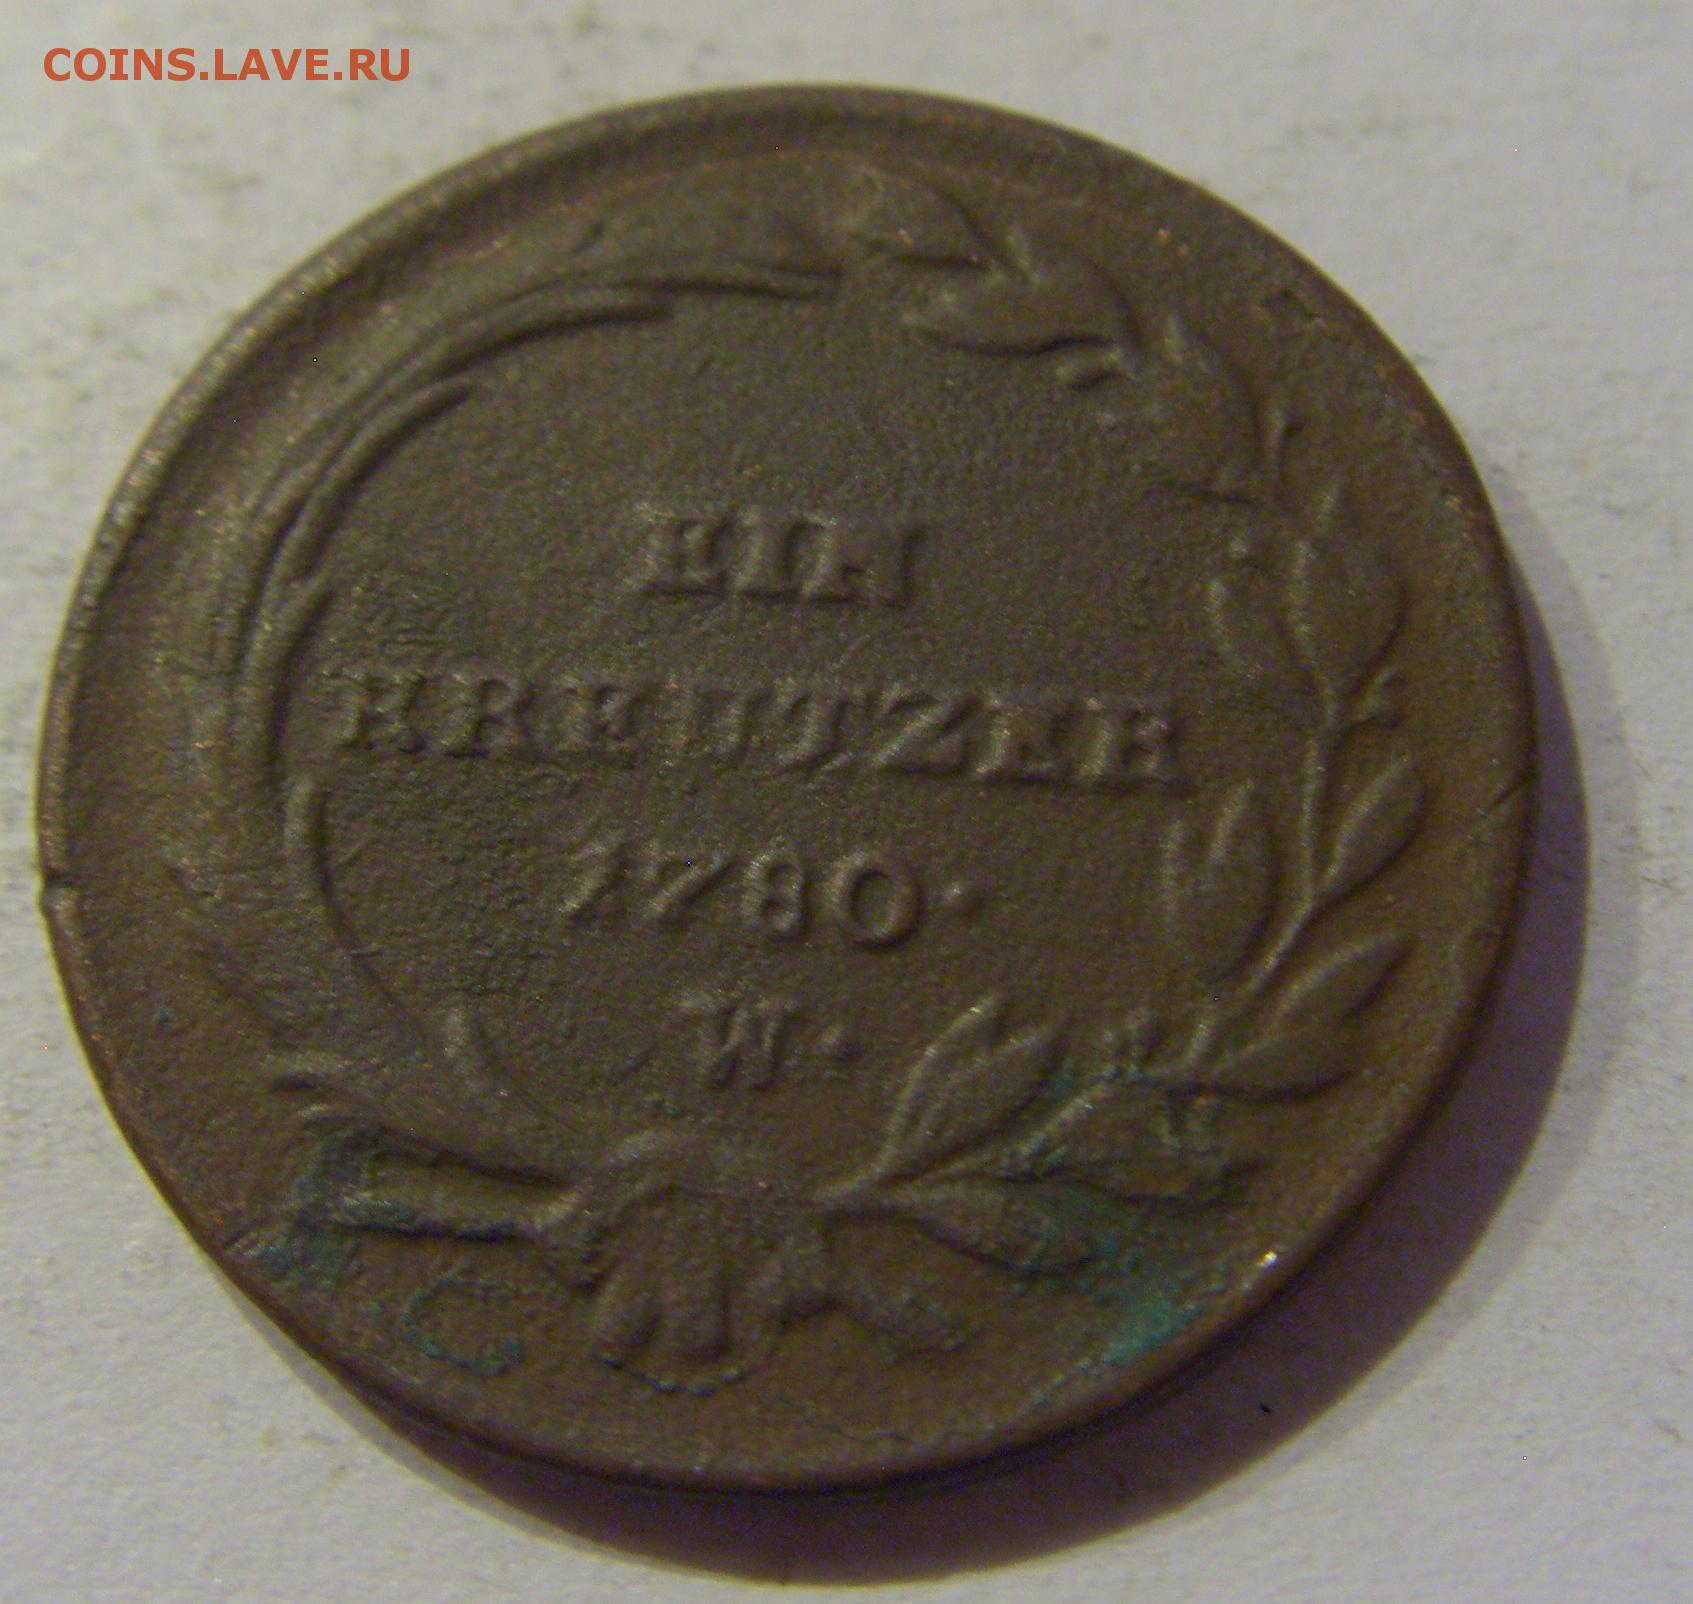 COINS.LAVE.RU
EIN
KREUTZER
1780.
W.